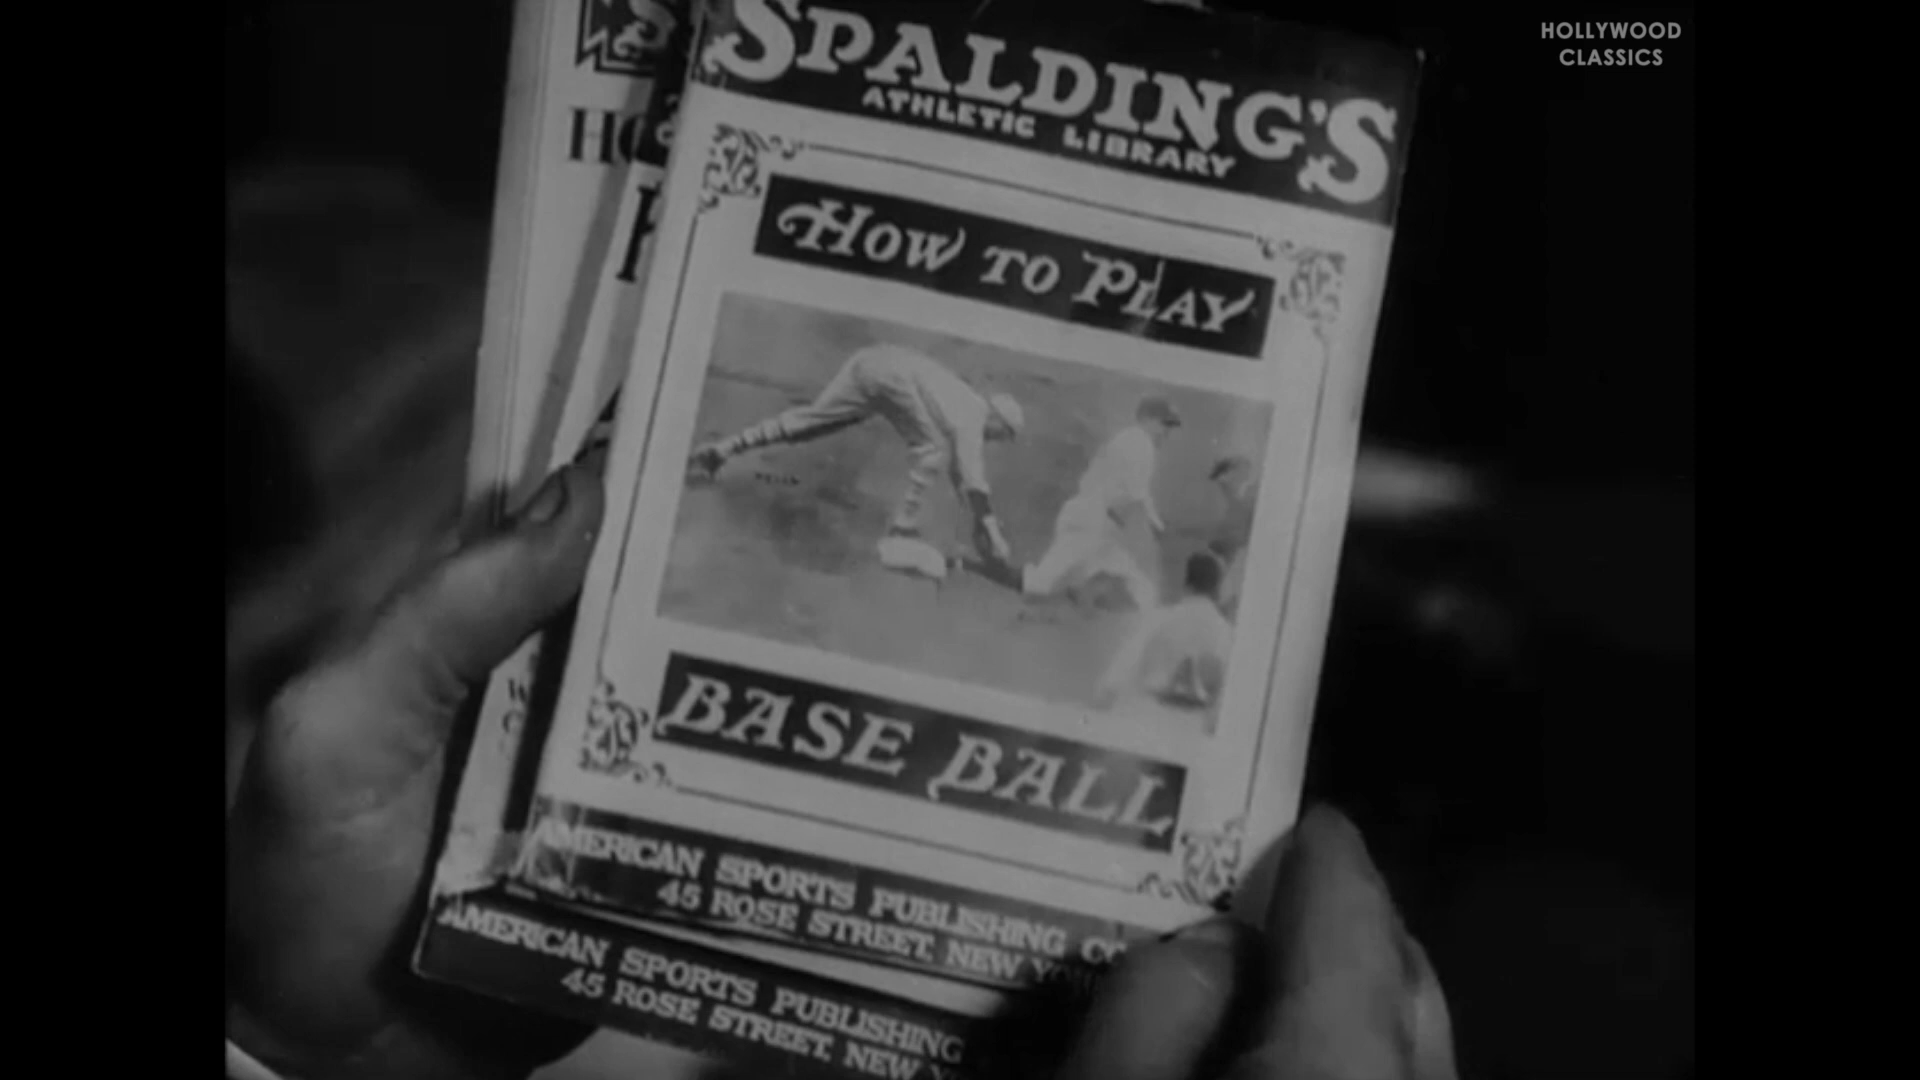 HOLLYWOOD
CLASSICS
SPALDING'S
ATHLETIC LIBRARY
HOW TO PLAY
BASE BALL
AMERICAN SPORTS PUBLISHING
45 ROSE STREET, NEW
AMERICAN SPORTS PUBLISHING
45 ROSE STREET, NEW